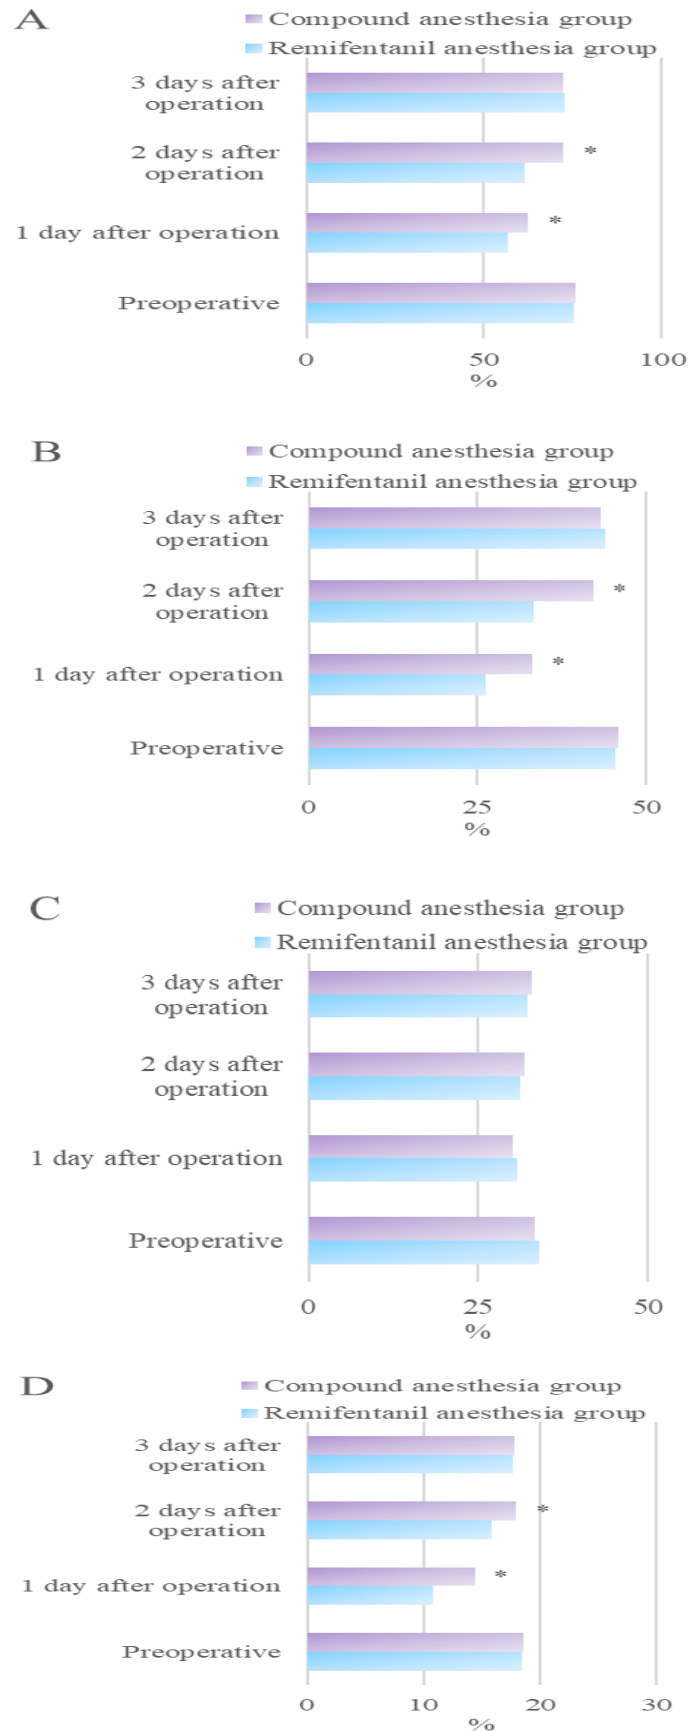 A
Compound anesthesia group
Remifentanil anesthesia group
3 days after
operation
2 days after
operation
*
1 day after operation
*
Preoperative
0 50 100
%
B
Compound anesthesia group
Remifentanil anesthesia group
3 days after
operation
2 days after
operation
*
1 day after operation
*
Preoperative
0 25 50
%
C
Compound anesthesia group
Remifentanil anesthesia group
3 days after
operation
2 days after
operation
1 day after operation
Preoperative
0 25 50
%
D
Compound anesthesia group
Remifentanil anesthesia group
3 days after
operation
2 days after
operation
*
1 day after operation
*
Preoperative
0 10 20 30
%